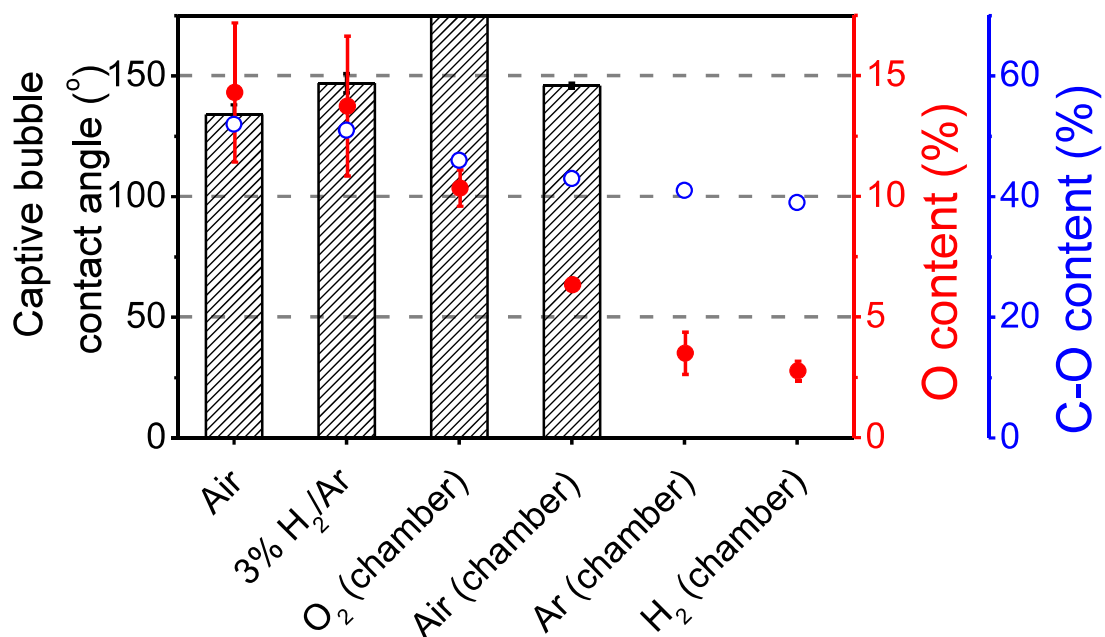 Captive bubble
contact angle (°)
150
100
50
0
15
10
5
0
O content (%)
60
40
20
0
C-O content (%)
Air
3% H₂/Ar
O₂ (chamber)
Air (chamber)
Ar (chamber)
H₂ (chamber)